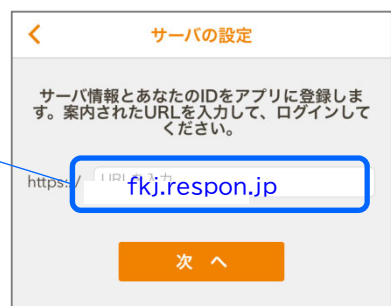 サーバの設定
サーバ情報とあなたのIDをアプリに登録しま
す。案内されたURLを入力して、ログインして
ください。
https:// fkj.respon.jp
次 へ